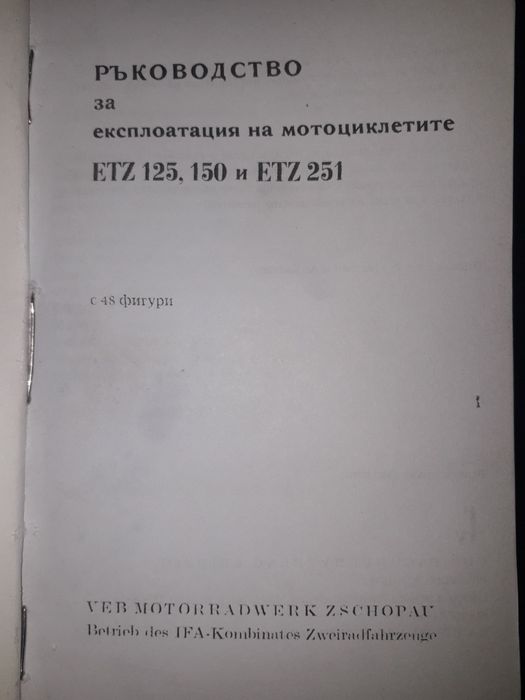 РЪКОВОДСТВО
за
експлоатация на мотоциклетите
ETZ 125, 150 и ETZ 251
с 48 фигури
VEB MOTORRADWERK ZSCHOPAU
Betrieb des IFA-Kombinates Zweiradfahrzeuge